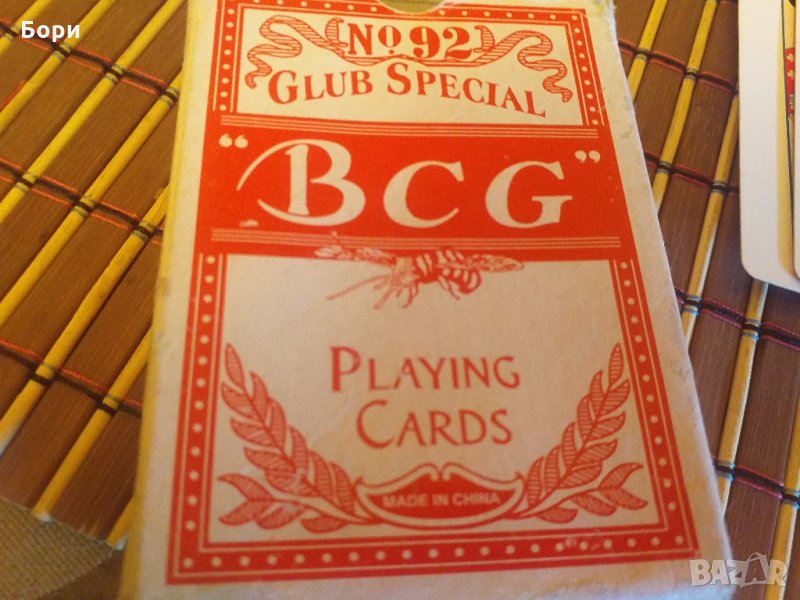 Бори
No 92
GLUB SPECIAL
"BCG"
PLAYING
CARDS
MADE IN CHINA
BAZAR